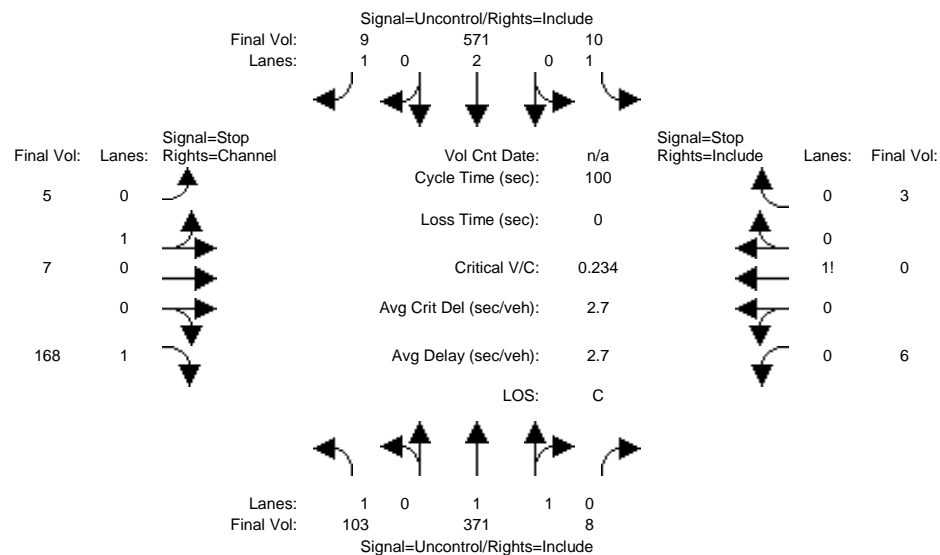 Signal=Uncontrol/Rights=Include
Final Vol: 9 571 10
Lanes: 1 0 2 0 1
Signal=Stop
Final Vol: Lanes: Rights=Channel
Vol Cnt Date: n/a
Signal=Stop
Rights=Include Lanes: Final Vol:
Cycle Time (sec): 100
5 0
0 3
Loss Time (sec): 0
1
0
7 0
Critical V/C: 0.234
1! 0
0
Avg Crit Del (sec/veh): 2.7
0
168 1
Avg Delay (sec/veh): 2.7
0 6
LOS: C
Lanes: 1 0 1 1 0
Final Vol: 103 371 8
Signal=Uncontrol/Rights=Include